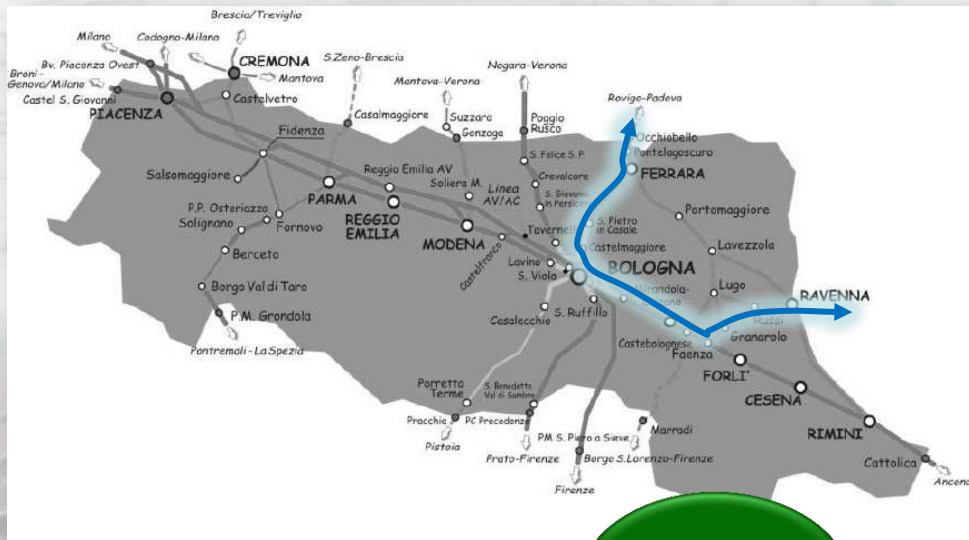 Brescia/Treviglio
Milano
Codogno-Milano
CREMONA
S.Zeno-Brescia
Bv. Piacenza Ovest
Mantova
Mantova-Verona
Nogara-Verona
Broni-
Genova/Milano
Castel S. Giovanni
PIACENZA
Castelvetro
Casalmaggiore
Suzzara
Gonzaga
Poggio
Rusco
Rovigo-Padova
Occhiobello
Pontelagoscuro
FERRARA
Fidenza
S. Felice S.P.
Salsomaggiore
Reggio Emilia AV
Soliera M.
Crevalcore
Linea
AV/AC
S. Giovanni
in Persiceto
PARMA
REGGIO
EMILIA
P.P. Osteriazza
Solignano
Fornovo
MODENA
Tavernelle
S. Pietro
in Casale
Portomaggiore
Castelmaggiore
Berceto
Castelfranco
Lavino
S. Viola
BOLOGNA
Lavezzola
Borgo Val di Taro
Lugo
RAVENNA
P.M. Grondola
Casalecchio
S. Ruffillo
Mirandola-
Russi
Granarolo
Castebolognese
Faenza
Pontremoli-La Spezia
FORLI'
Porretta
Terme
S. Benedetto
Val di Sambro
CESENA
Pracchia
PC Precedenze
Pistoia
Prato-Firenze
PM S. Piero a Sieve
Marradi
Borgo S.Lorenzo-Firenze
Firenze
RIMINI
Cattolica
Ancona